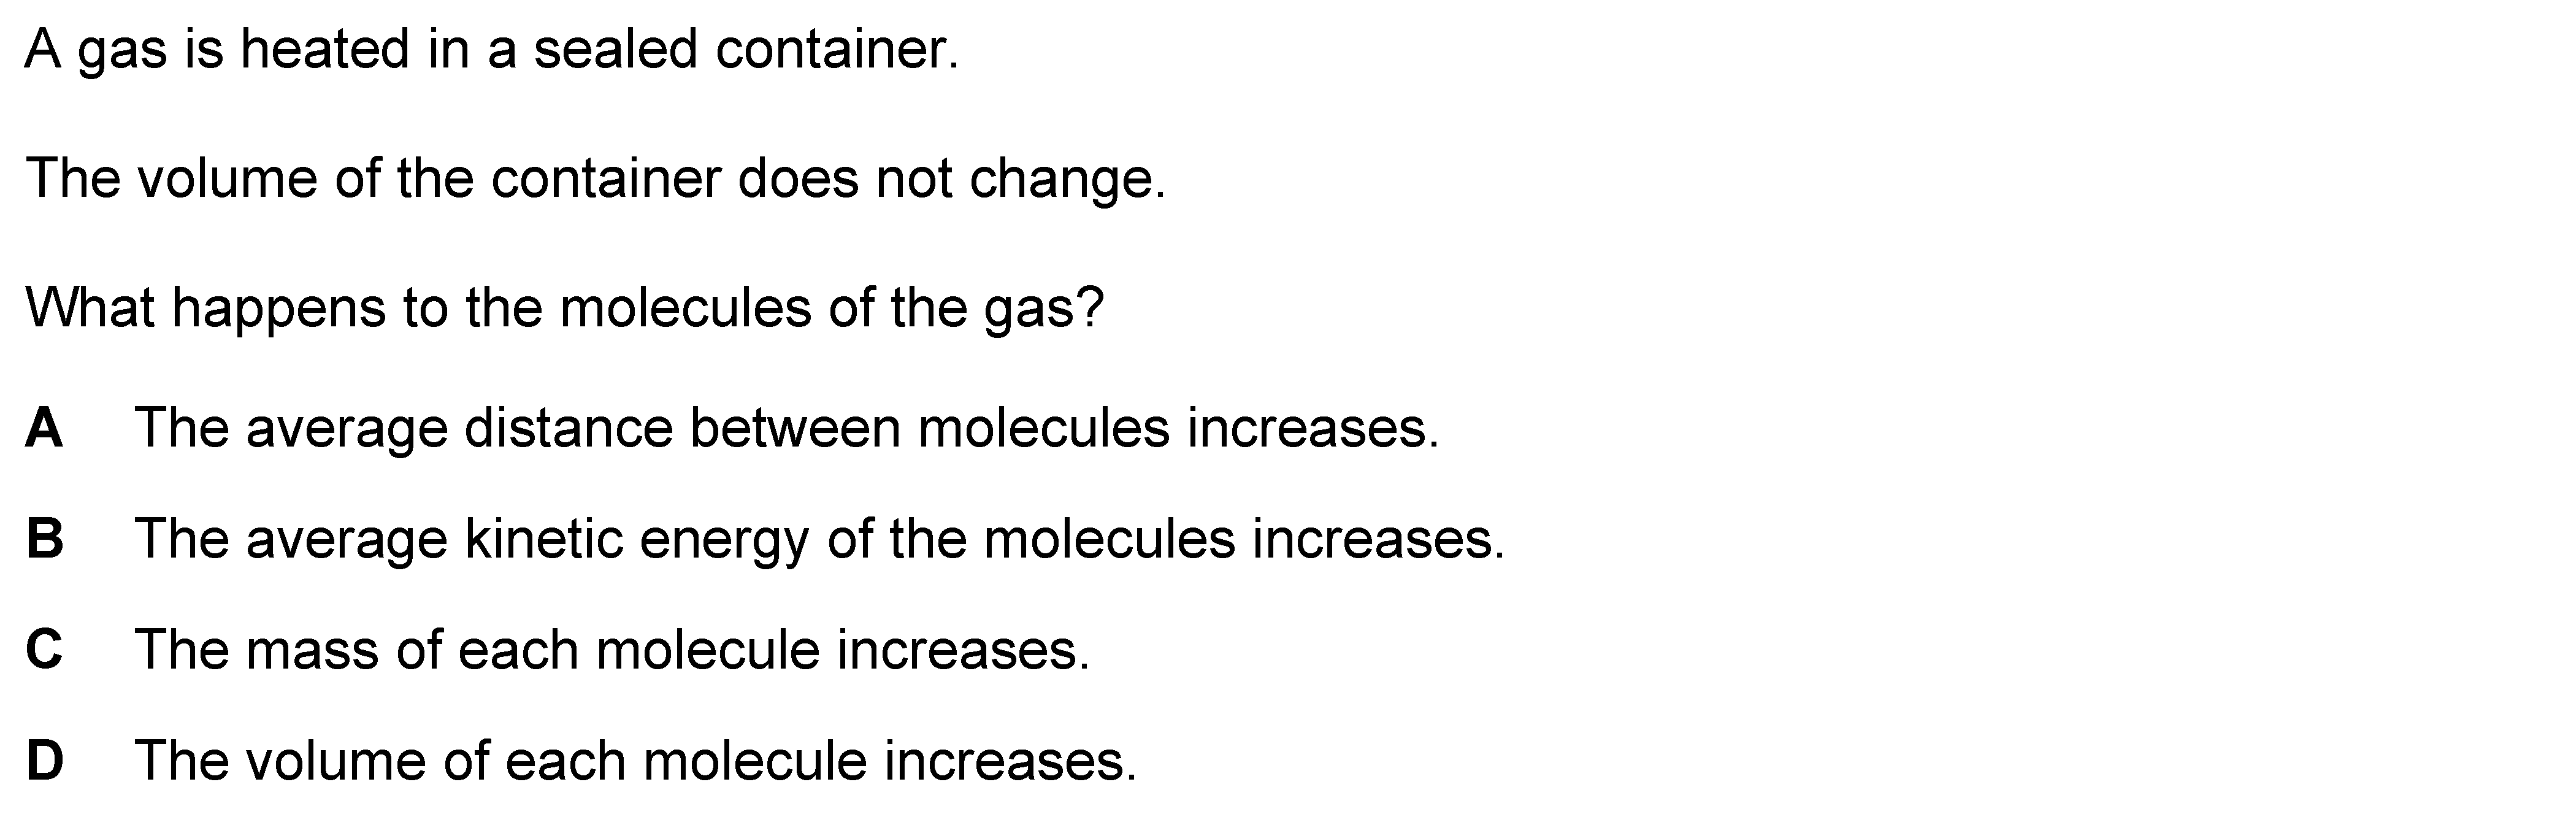 A gas is heated in a sealed container.
The volume of the container does not change.
What happens to the molecules of the gas?
A The average distance between molecules increases.
B The average kinetic energy of the molecules increases.
C The mass of each molecule increases.
D The volume of each molecule increases.